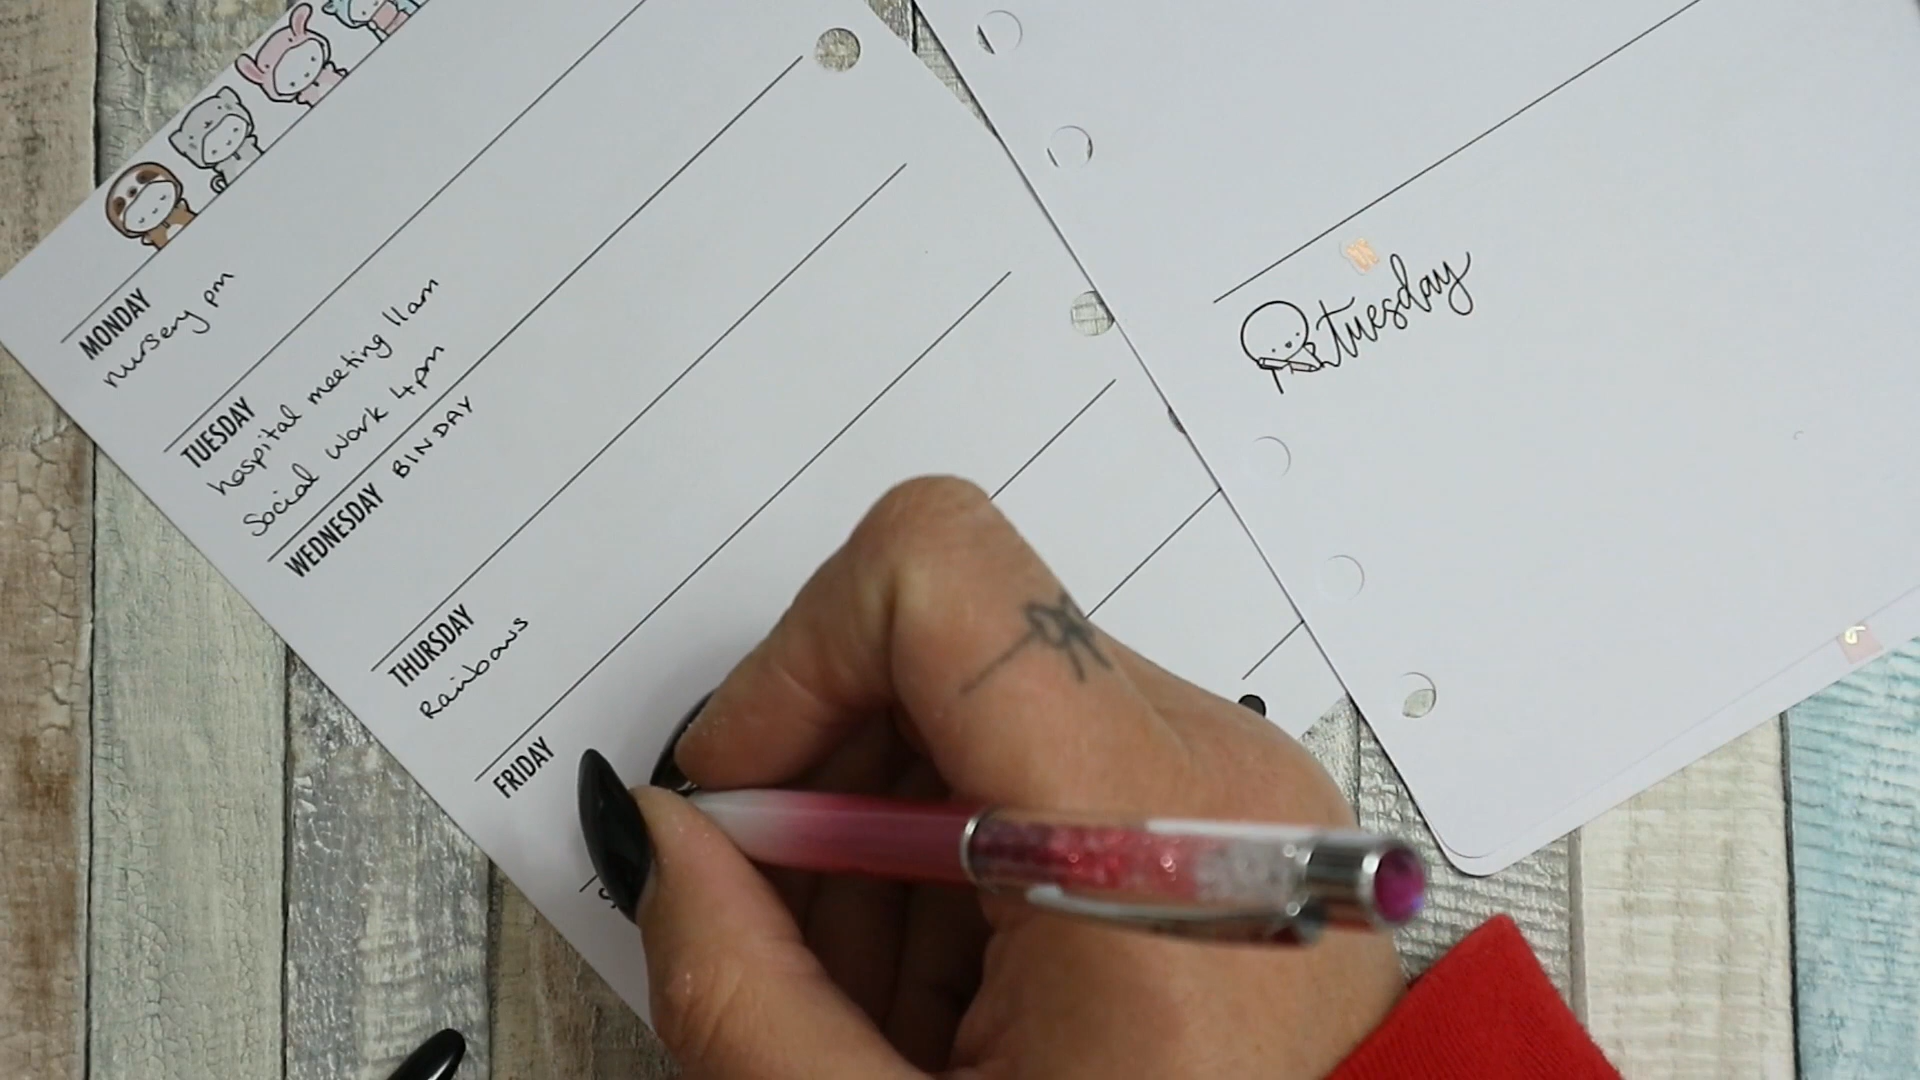 MONDAY
nursery pm
TUESDAY
hospital meeting 11am
Social work 4pm
WEDNESDAY BIN DAY
THURSDAY
Rainbows
FRIDAY
W
tuesday